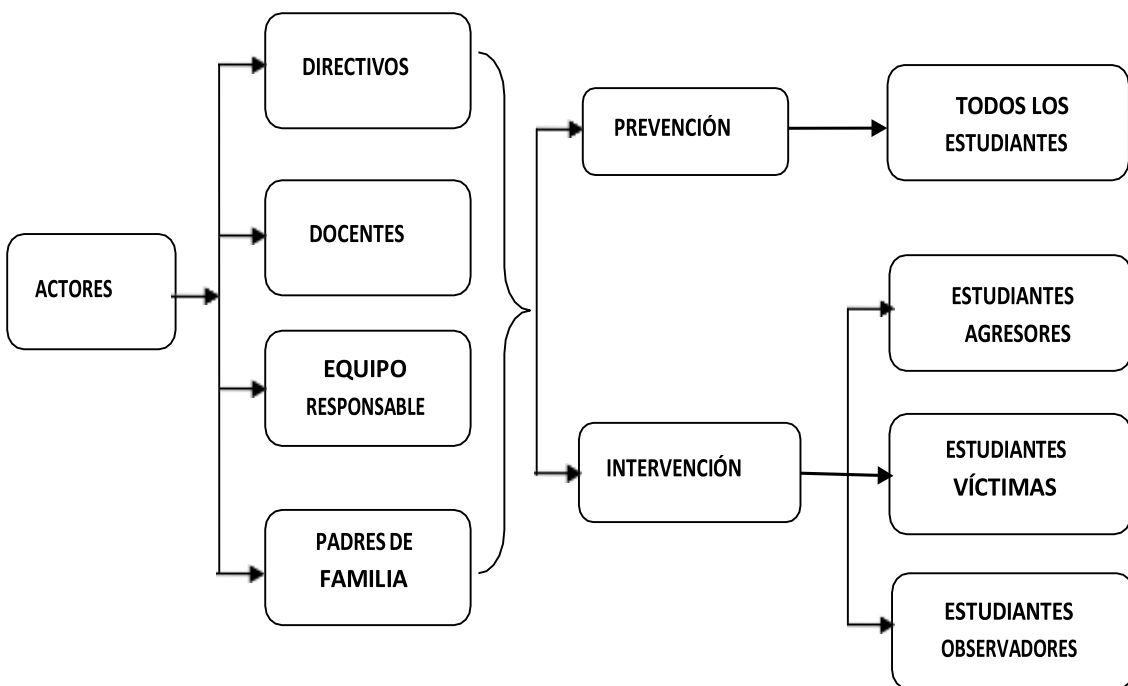 ACTORES
DIRECTIVOS
DOCENTES
EQUIPO
RESPONSABLE
PADRES DE
FAMILIA
PREVENCIÓN
INTERVENCIÓN
TODOS LOS
ESTUDIANTES
ESTUDIANTES
AGRESORES
ESTUDIANTES
VÍCTIMAS
ESTUDIANTES
OBSERVADORES